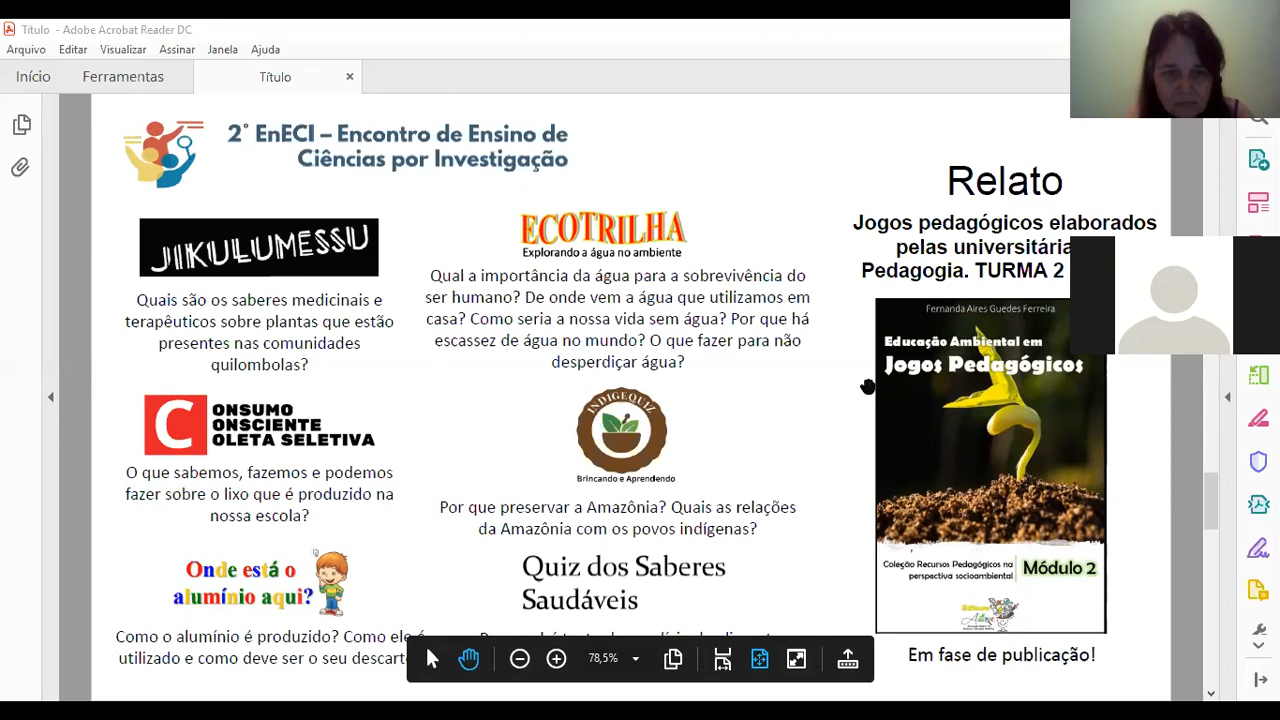 Título - Adobe Acrobat Reader DC
Arquivo Editar Visualizar Assinar Janela Ajuda
Início Ferramentas Título ×
2° EnECI – Encontro de Ensino de
Ciências por Investigação
JIKULUMESSU
Quais são os saberes medicinais e
terapêuticos sobre plantas que estão
presentes nas comunidades
quilombolas?
CONSUMO
CONSCIENTE
COLETA SELETIVA
O que sabemos, fazemos e podemos
fazer sobre o lixo que é produzido na
nossa escola?
Onde está o
alumínio aqui?
Como o alumínio é produzido? Como ele é
utilizado e como deve ser o seu descart
ECOTRILHA
Explorando a água no ambiente
Qual a importância da água para a sobrevivência do
ser humano? De onde vem a água que utilizamos em
casa? Como seria a nossa vida sem água? Por que há
escassez de água no mundo? O que fazer para não
desperdiçar água?
INDIGEQUIZ
Brincando e Aprendendo
Por que preservar a Amazônia? Quais as relações
da Amazônia com os povos indígenas?
Quiz dos Saberes
Saudáveis
Relato
Jogos pedagógicos elaborados
pelas universitária
Pedagogia. TURMA 2
Fernanda Aires Guedes Ferreira
Educação Ambiental em
Jogos Pedagógicos
Coleção Recursos Pedagógicos na
perspectiva socioambiental
Módulo 2
Em fase de publicação!
78,5%